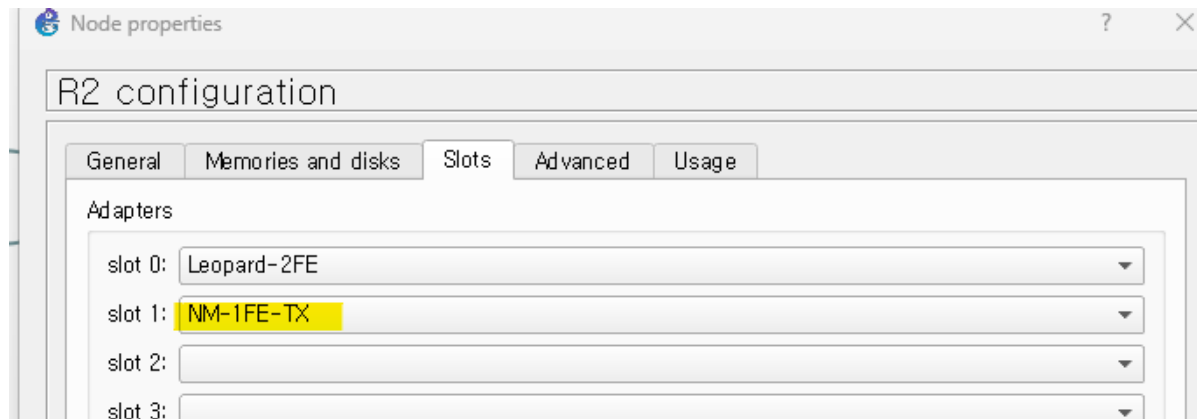 Node properties
R2 configuration
General Memories and disks Slots Advanced Usage
Adapters
slot 0: Leopard-2FE
slot 1: NM-1FE-TX
slot 2:
slot 3: